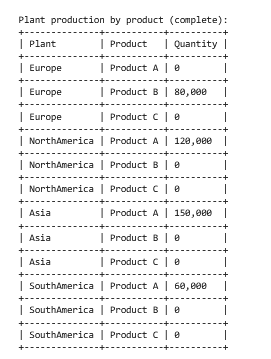 Plant production by product (complete):
+--------------+-----------+------------+
| Plant | Product | Quantity |
+--------------+-----------+------------+
| Europe | Product A | 0 |
+--------------+-----------+------------+
| Europe | Product B | 80,000 |
+--------------+-----------+------------+
| Europe | Product C | 0 |
+--------------+-----------+------------+
| NorthAmerica | Product A | 120,000 |
+--------------+-----------+------------+
| NorthAmerica | Product B | 0 |
+--------------+-----------+------------+
| NorthAmerica | Product C | 0 |
+--------------+-----------+------------+
| Asia | Product A | 150,000 |
+--------------+-----------+------------+
| Asia | Product B | 0 |
+--------------+-----------+------------+
| Asia | Product C | 0 |
+--------------+-----------+------------+
| SouthAmerica | Product A | 60,000 |
+--------------+-----------+------------+
| SouthAmerica | Product B | 0 |
+--------------+-----------+------------+
| SouthAmerica | Product C | 0 |
+--------------+-----------+------------+